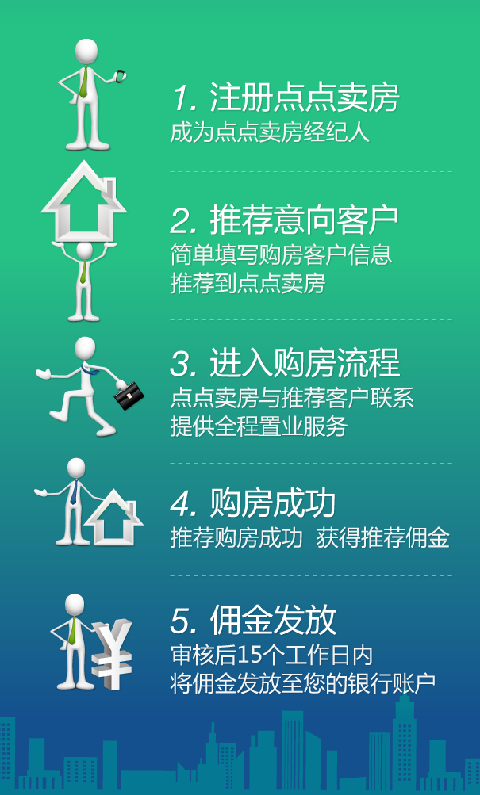 1. 注册点点卖房
成为点点卖房经纪人
2. 推荐意向客户
简单填写购房客户信息
推荐到点点卖房
3. 进入购房流程
点点卖房与推荐客户联系
提供全程置业服务
4. 购房成功
推荐购房成功 获得推荐佣金
5. 佣金发放
审核后15个工作日内
将佣金发放至您的银行账户